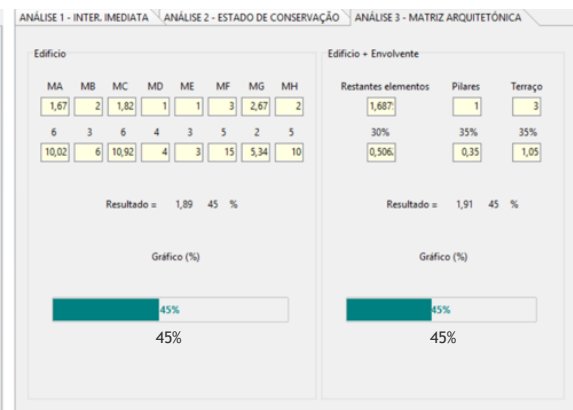 ANÁLISE 1 - INTER. IMEDIATA ANÁLISE 2 - ESTADO DE CONSERVAÇÃO ANÁLISE 3 - MATRIZ ARQUITETÓNICA
Edificio
MA MB MC MD ME MF MG MH
1,67 2 1,82 1 1 3 2,67 2
6 3 6 4 3 5 2 5
10,02 6 10,92 4 3 15 5,34 10
Resultado = 1,89 45 %
Gráfico (%)
45%
45%
Edificio + Envolvente
Restantes elementos Pilares Terraço
1,687: 1 3
30% 35% 35%
0,506. 0,35 1,05
Resultado = 1,91 45 %
Gráfico (%)
45%
45%